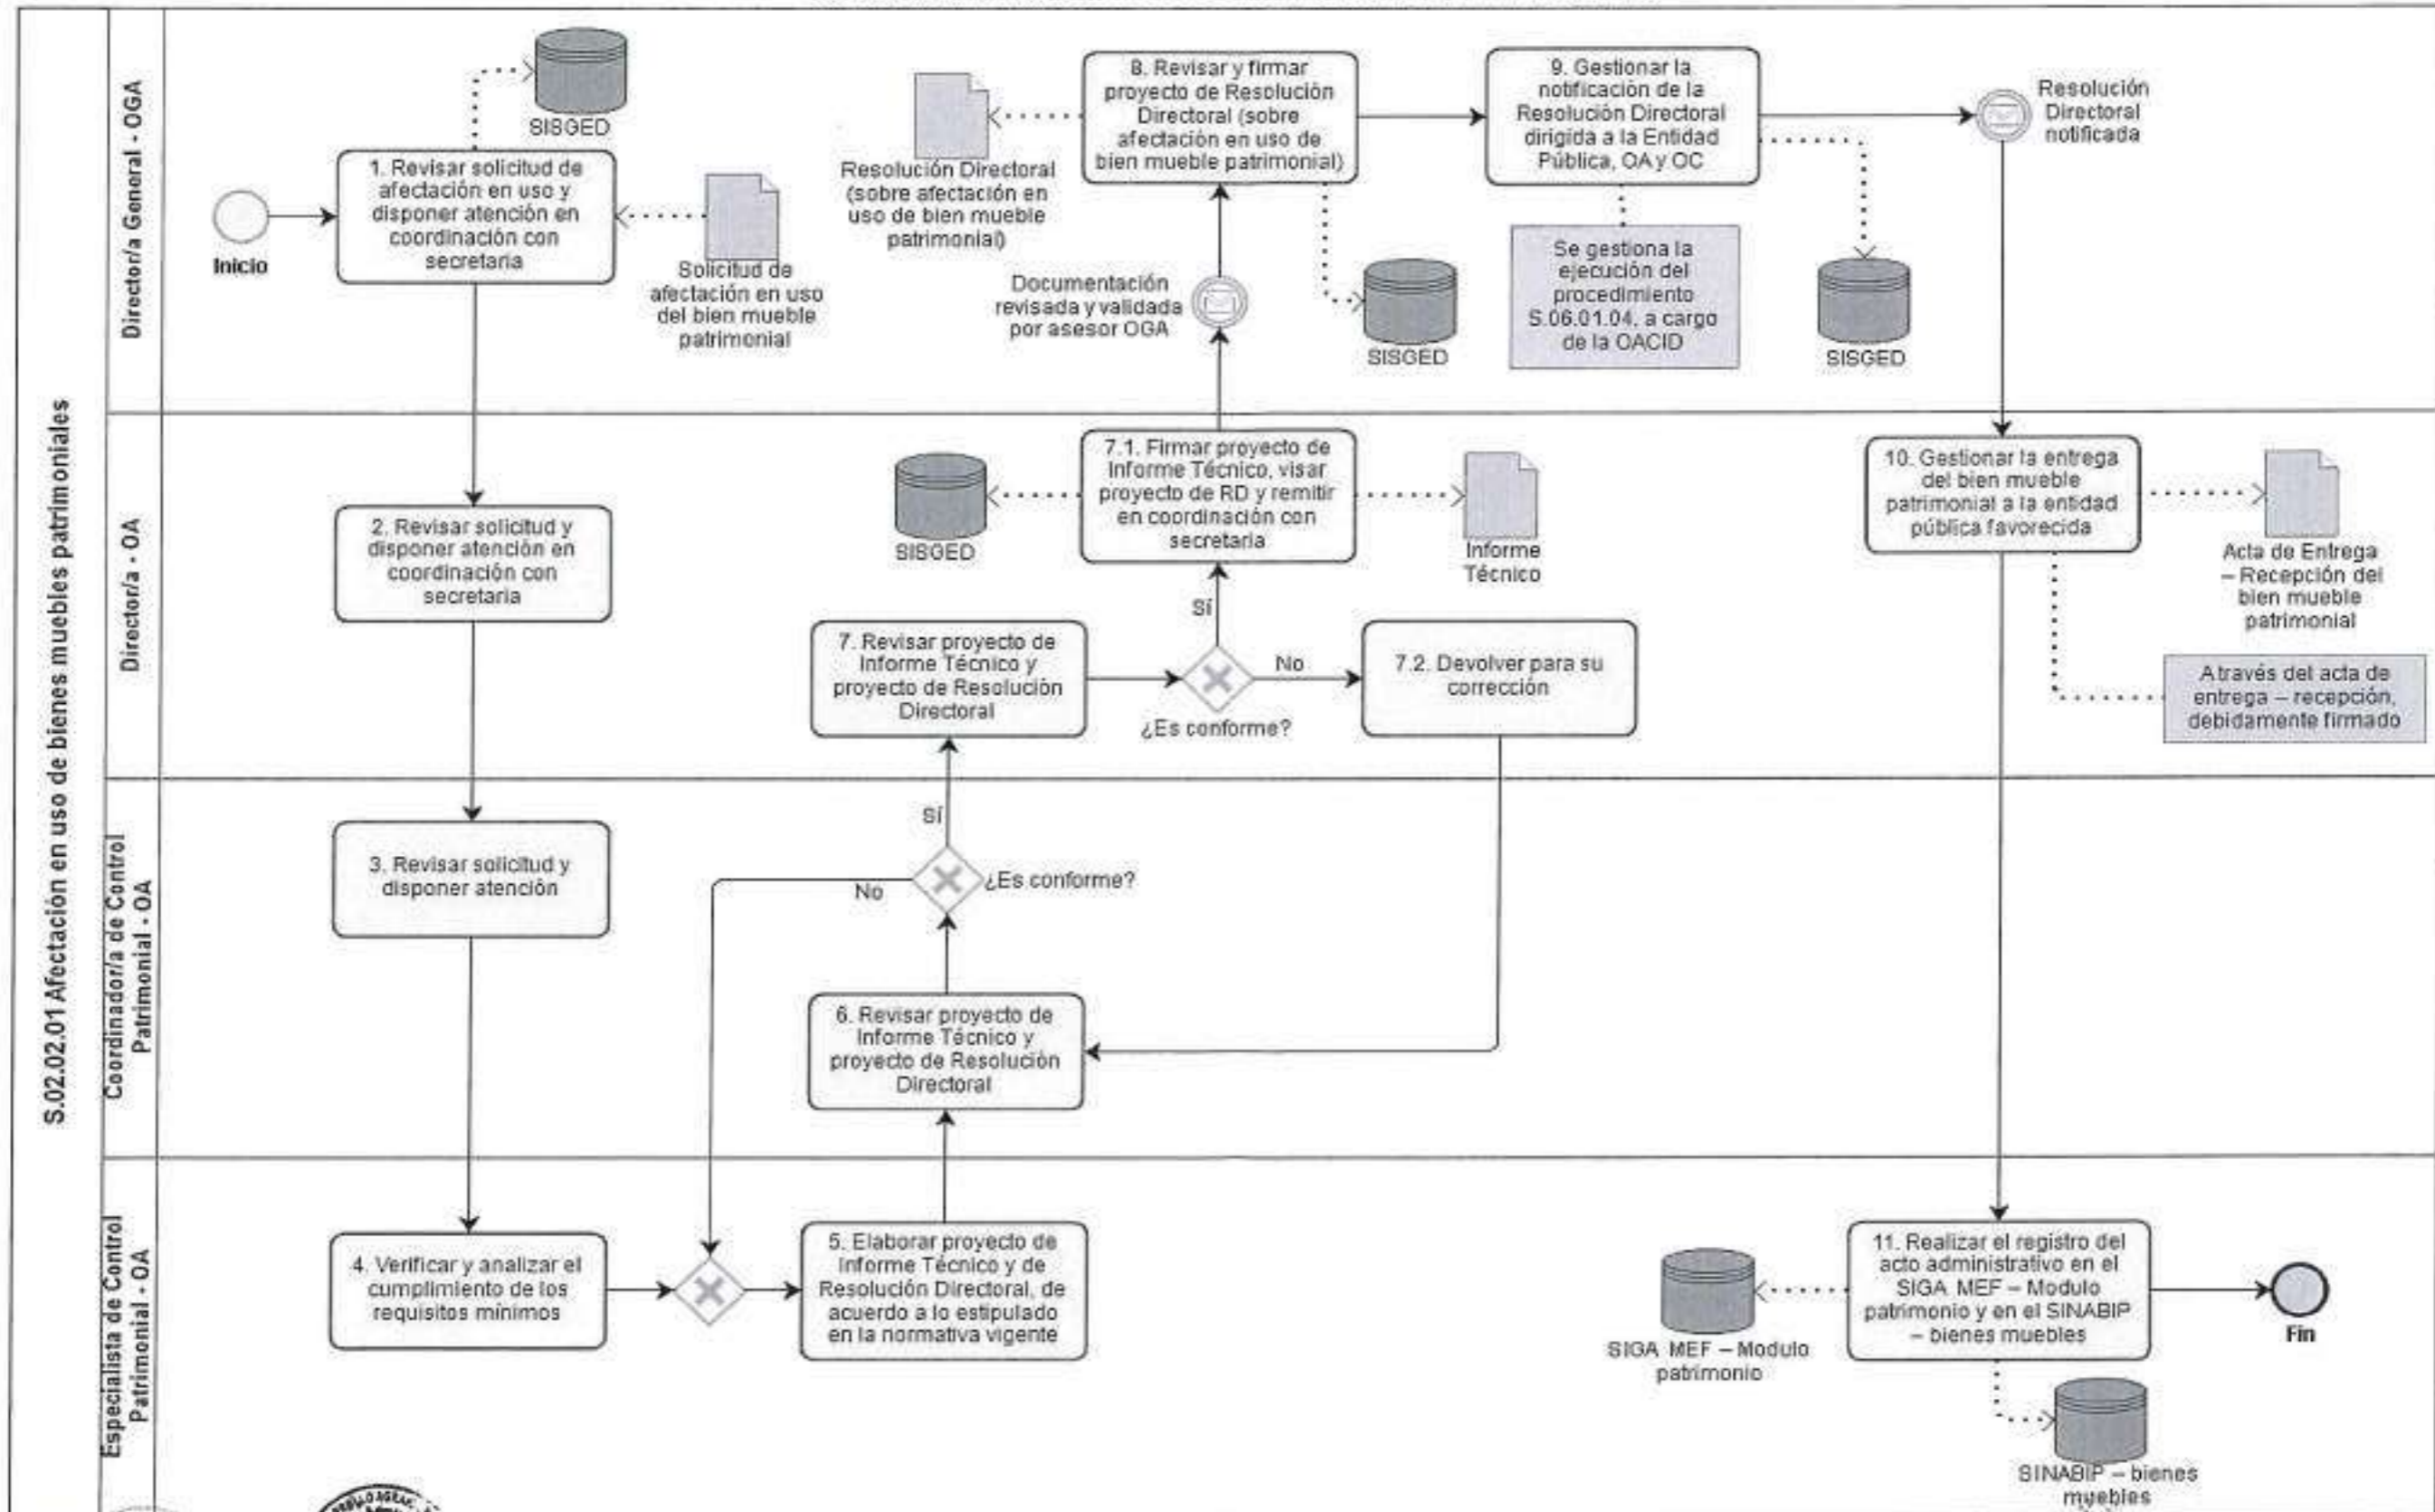 S.02.02.01 Afectación en uso de bienes muebles patrimoniales
Director/a General - OGA
Inicio
1. Revisar solicitud de
afectación en uso y
disponer atención en
coordinación con
secretaria
SISGED
Solicitud de
afectación en uso
del bien mueble
patrimonial
Resolución Directoral
(sobre afectación en
uso de bien mueble
patrimonial)
8. Revisar y firmar
proyecto de Resolución
Directoral (sobre
afectación en uso de
bien mueble patrimonial)
Documentación
revisada y validada
por asesor OGA
SISGED
9. Gestionar la
notificación de la
Resolución Directoral
dirigida a la Entidad
Pública, OA y OC
Se gestiona la
ejecución del
procedimiento
S.06.01.04, a cargo
de la OACID
SISGED
Resolución
Directoral
notificada
Director/a - OA
2. Revisar solicitud y
disponer atención en
coordinación con
secretaria
SISGED
7.1. Firmar proyecto de
Informe Técnico, visar
proyecto de RD y remitir
en coordinación con
secretaria
Informe
Técnico
Sí
7. Revisar proyecto de
Informe Técnico y
proyecto de Resolución
Directoral
¿Es conforme?
No
7.2. Devolver para su
corrección
10. Gestionar la entrega
del bien mueble
patrimonial a la entidad
pública favorecida
Acta de Entrega
– Recepción del
bien mueble
patrimonial
A través del acta de
entrega – recepción,
debidamente firmado
Coordinador/a de Control
Patrimonial - OA
3. Revisar solicitud y
disponer atención
Sí
No
¿Es conforme?
6. Revisar proyecto de
Informe Técnico y
proyecto de Resolución
Directoral
Especialista de Control
Patrimonial - OA
4. Verificar y analizar el
cumplimiento de los
requisitos mínimos
5. Elaborar proyecto de
Informe Técnico y de
Resolución Directoral, de
acuerdo a lo estipulado
en la normativa vigente
SIGA MEF – Modulo
patrimonio
11. Realizar el registro del
acto administrativo en el
SIGA MEF – Modulo
patrimonio y en el SINABIP
– bienes muebles
Fin
SINABIP – bienes
muebles